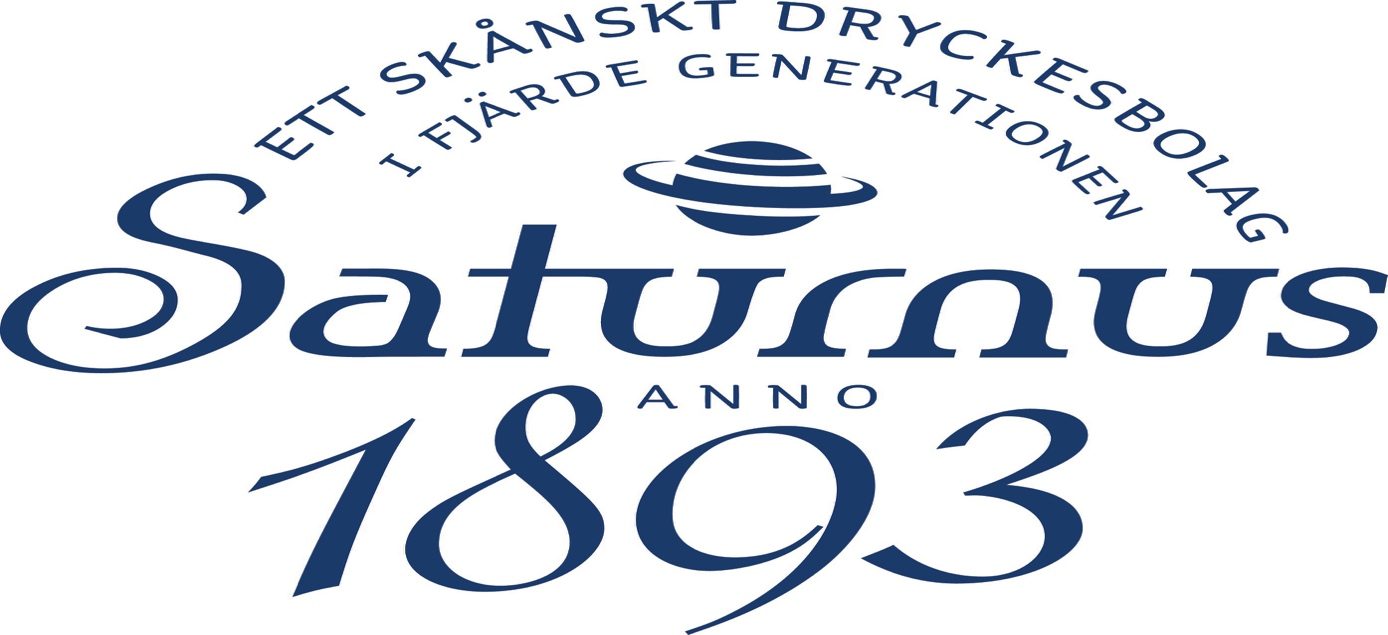 ETT SKÅNSKT DRYCKESBOLAG
I FJÄRDE GENERATIONEN
Saturnus
ANNO
1893